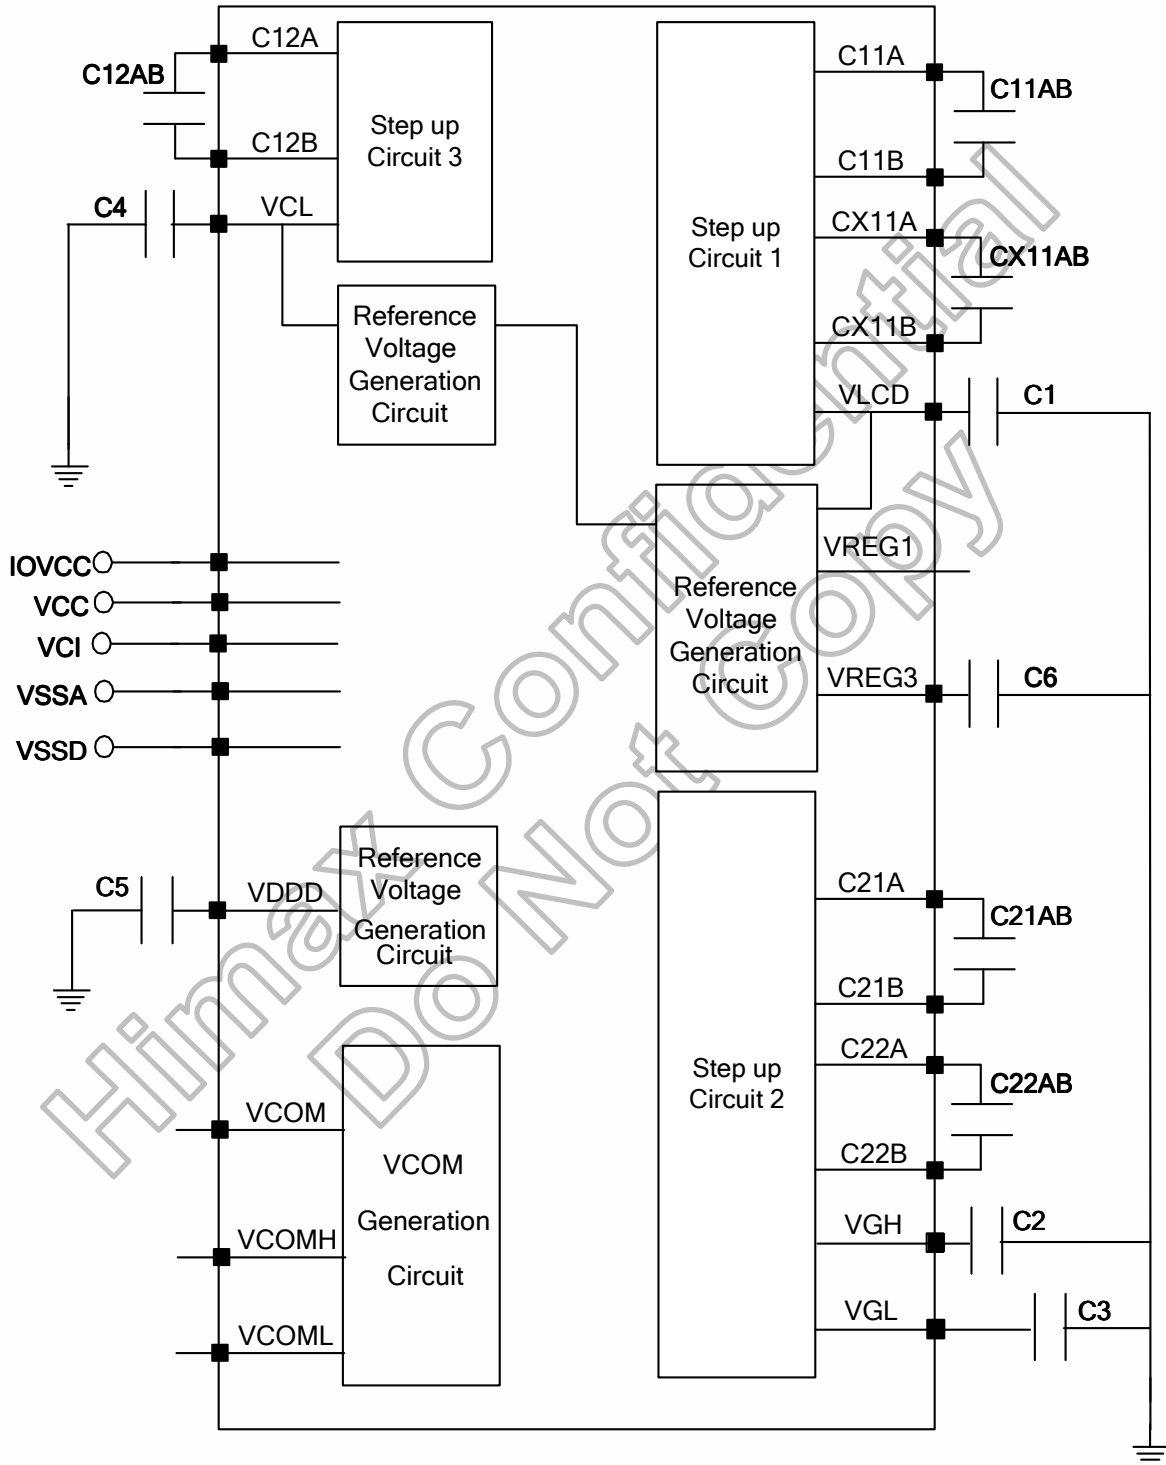 C12A
C12AB
C12B
Step up
Circuit 3
C4
VCL
Reference
Voltage
Generation
Circuit
C11A
C11AB
C11B
Step up
Circuit 1
CX11A
CX11AB
CX11B
VLCD
C1
IOVCC
VCC
VCI
VSSA
VSSD
VREG1
Reference
Voltage
Generation
Circuit
VREG3
C6
C5
VDDD
Reference
Voltage
Generation
Circuit
C21A
C21AB
C21B
Step up
Circuit 2
C22A
C22AB
C22B
VGH
C2
VGL
C3
VCOM
VCOMH
VCOML
VCOM
Generation
Circuit
Himax Confidential
Do Not Copy